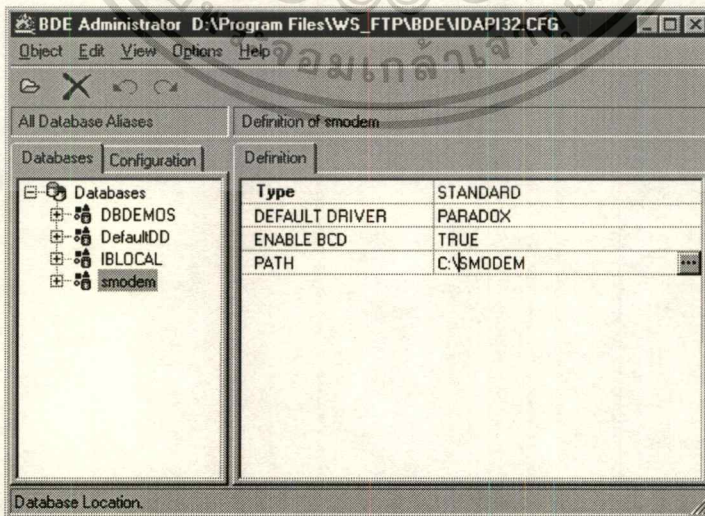 BDE Administrator D:\Program Files\WS_FTP\BDE\IDAPI32.CFG
Object Edit View Options Help
All Database Aliases
Definition of smodem
Databases Configuration
Definition
Databases
DBDEMOS
DefaultDD
IBLOCAL
smodem
Type STANDARD
DEFAULT DRIVER PARADOX
ENABLE BCD TRUE
PATH C:\SMODEM
...
Database Location.